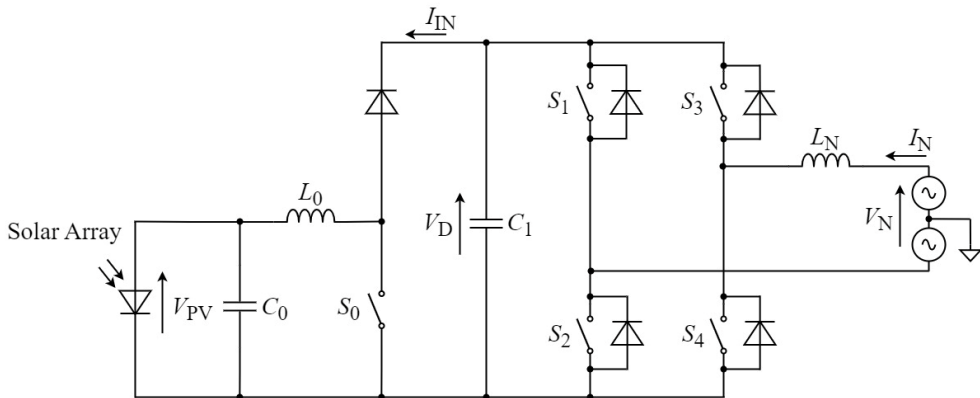 I_IN
S_1
S_3
L_N
I_N
L_0
V_D
C_1
V_N
Solar Array
V_PV
C_0
S_0
S_2
S_4